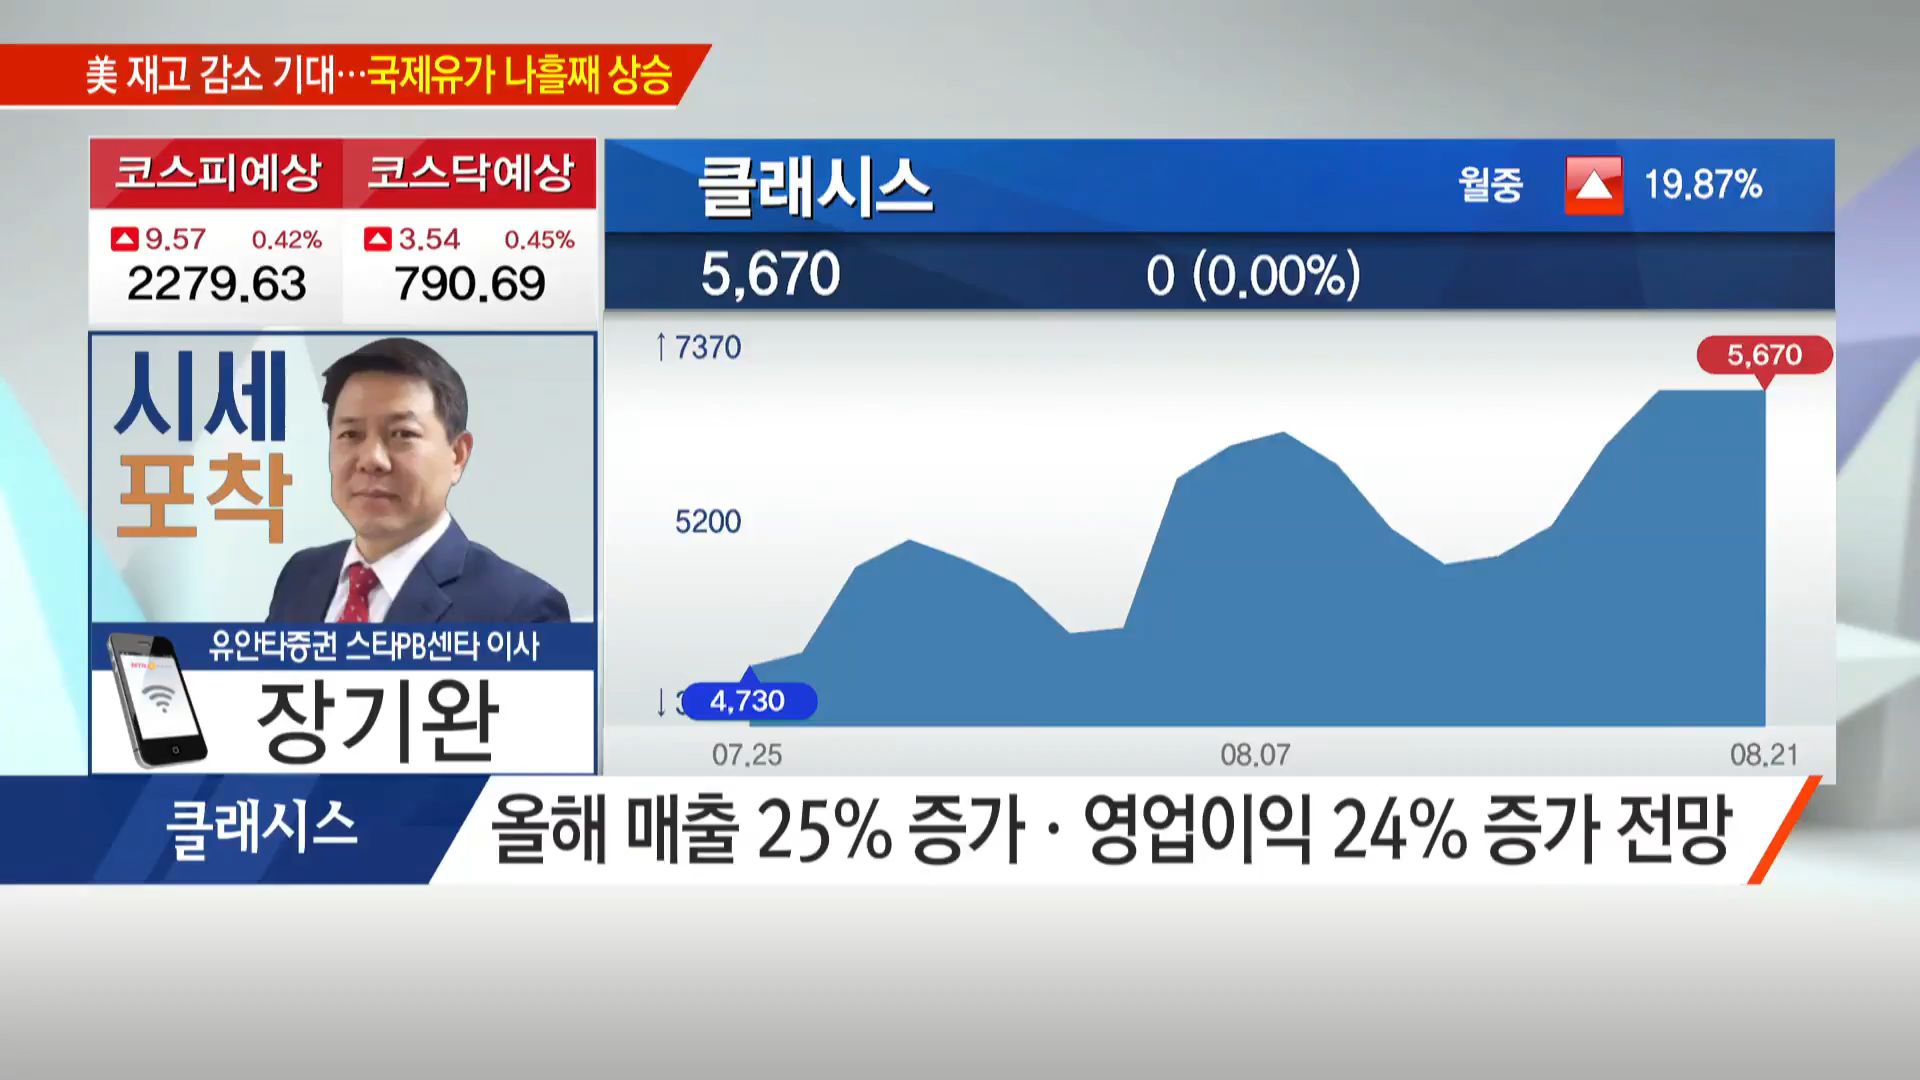 美 재고 감소 기대…국제유가 나흘째 상승
코스피예상 코스닥예상
9.57 0.42% 3.54 0.45%
2279.63 790.69
클래시스 월중 19.87%
5,670 0 (0.00%)
시세
포착
유안타증권 스타PB센타 이사
장기완
↑7370
5200
↓
4,730
5,670
07.25 08.07 08.21
클래시스 올해 매출 25% 증가 · 영업이익 24% 증가 전망